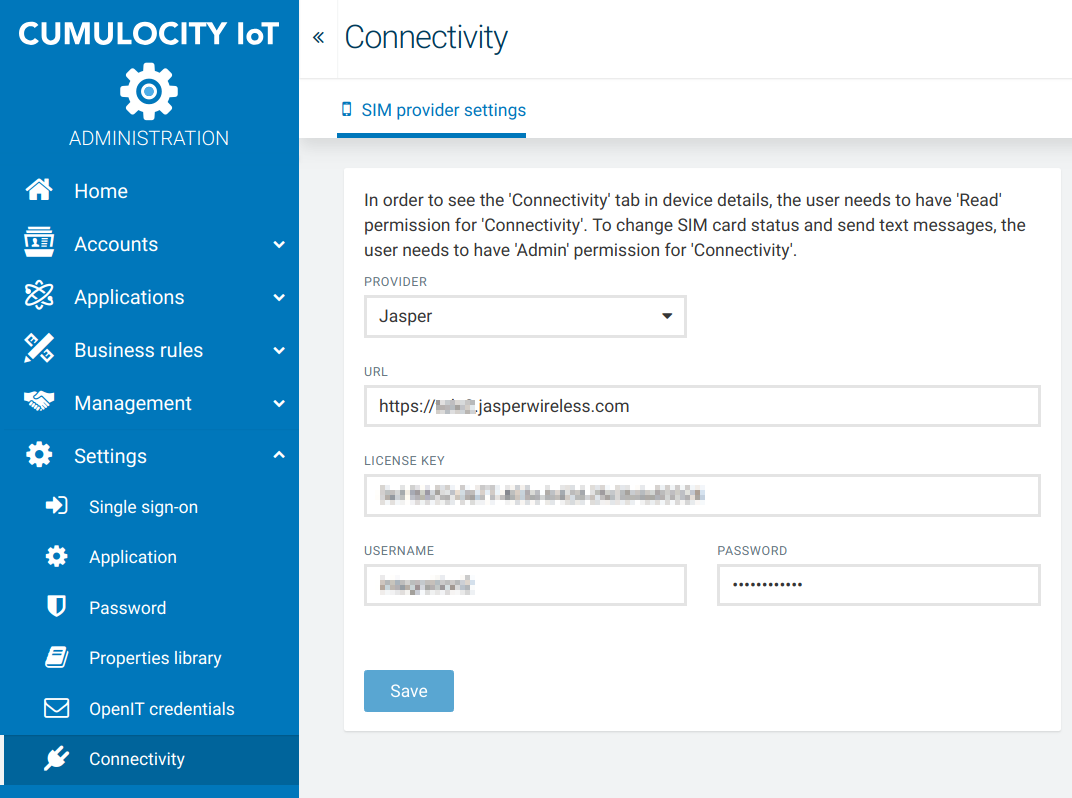 CUMULOCITY IoT
ADMINISTRATION
Home
Accounts
Applications
Business rules
Management
Settings
Single sign-on
Application
Password
Properties library
OpenIT credentials
Connectivity
«
Connectivity
SIM provider settings
In order to see the 'Connectivity' tab in device details, the user needs to have 'Read'
permission for 'Connectivity'. To change SIM card status and send text messages, the
user needs to have 'Admin' permission for 'Connectivity'.
PROVIDER
Jasper
URL
https:// .jasperwireless.com
LICENSE KEY
USERNAME
PASSWORD
••••••••••••
Save